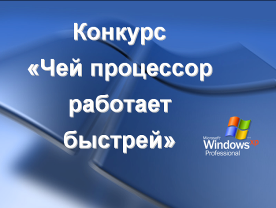 Конкурс
«Чей процессор
работает
быстрей»
Microsoft
Windows xp
Professional